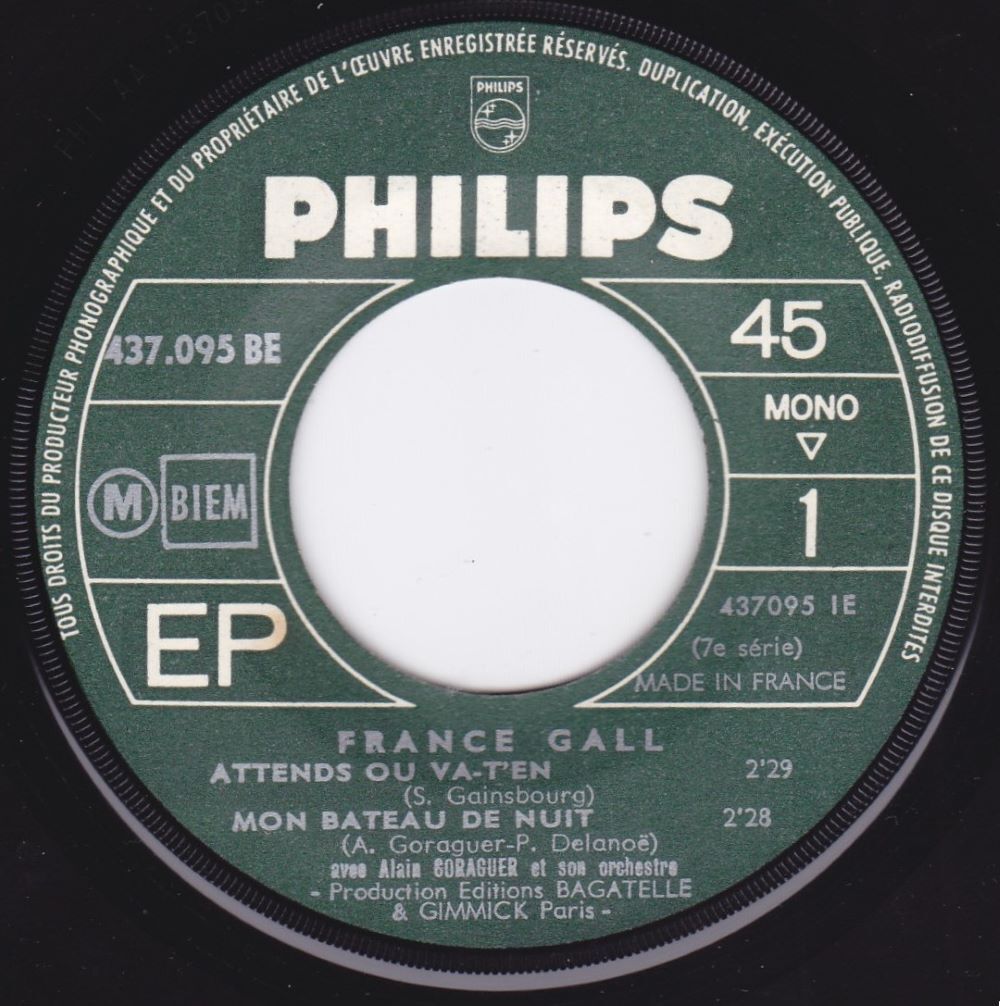 TOUS DROITS DU PRODUCTEUR PHONOGRAPHIQUE ET DU PROPRIÉTAIRE DE L'ŒUVRE ENREGISTRÉE RÉSERVÉS. DUPLICATION, EXÉCUTION PUBLIQUE, RADIODIFFUSION DE CE DISQUE INTERDITES
PHILIPS
PHILIPS
437.095 BE
45
MONO
M BIEM
1
EP
437095 1E
(7e série)
MADE IN FRANCE
FRANCE GALL
ATTENDS OU VA-T'EN 2'29
(S. Gainsbourg)
MON BATEAU DE NUIT 2'28
(A. Goraguer-P. Delanoë)
avec Alain GORAGUER et son orchestre
- Production Editions BAGATELLE
& GIMMICK Paris -